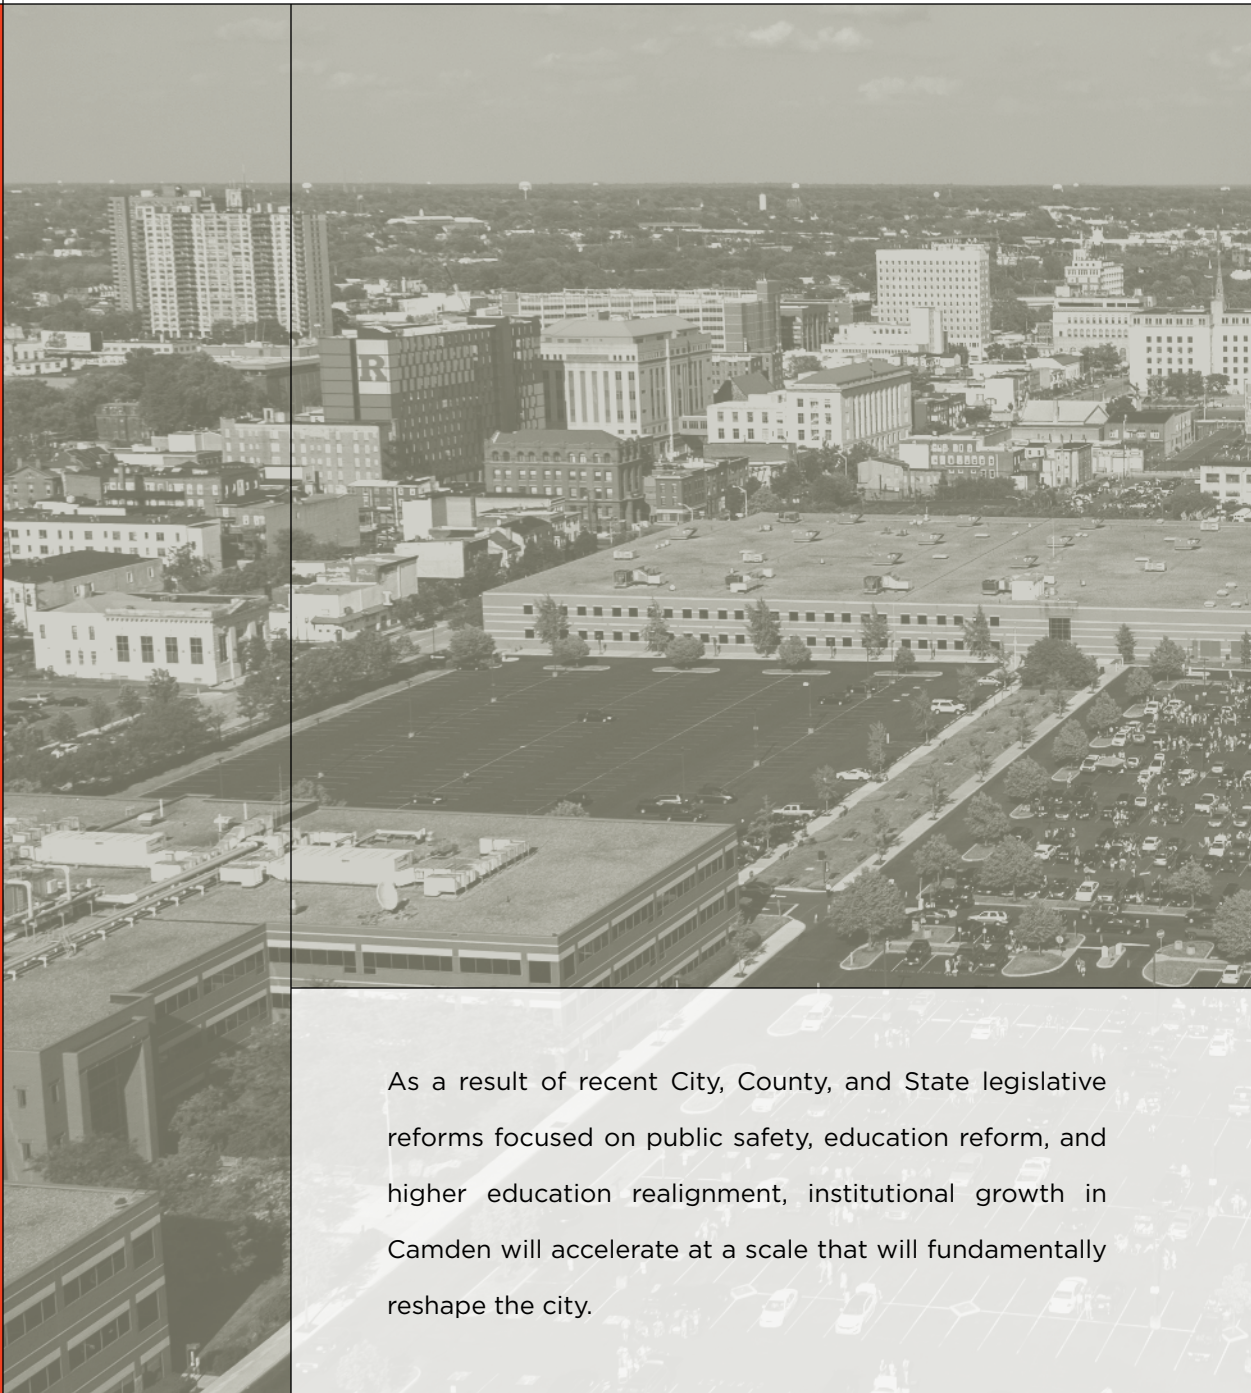 R
As a result of recent City, County, and State legislative
reforms focused on public safety, education reform, and
higher education realignment, institutional growth in
Camden will accelerate at a scale that will fundamentally
reshape the city.